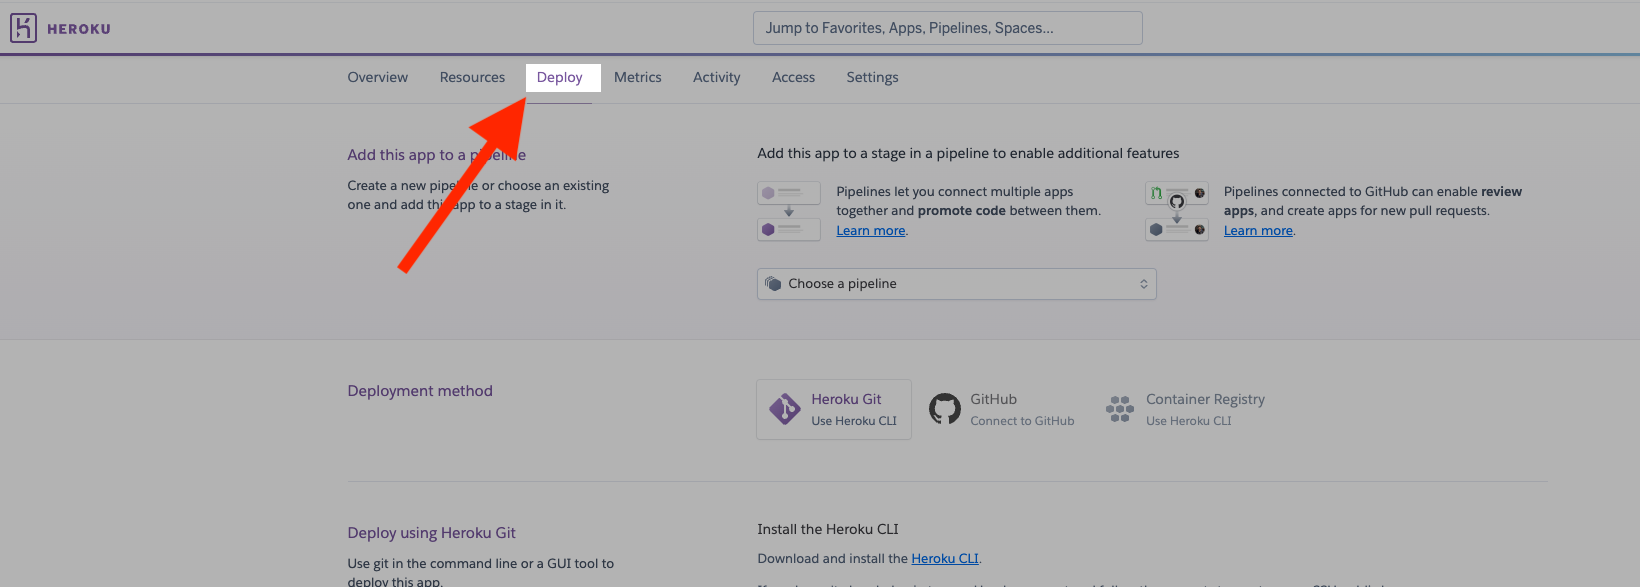 HEROKU
Jump to Favorites, Apps, Pipelines, Spaces...
Overview Resources Deploy Metrics Activity Access Settings
Add this app to a pipeline
Create a new pipeline or choose an existing
one and add this app to a stage in it.
Add this app to a stage in a pipeline to enable additional features
Pipelines let you connect multiple apps
together and promote code between them.
Learn more.
Pipelines connected to GitHub can enable review
apps, and create apps for new pull requests.
Learn more.
Choose a pipeline
Deployment method
Heroku Git
Use Heroku CLI
GitHub
Connect to GitHub
Container Registry
Use Heroku CLI
Deploy using Heroku Git
Use git in the command line or a GUI tool to
deploy this app.
Install the Heroku CLI
Download and install the Heroku CLI.